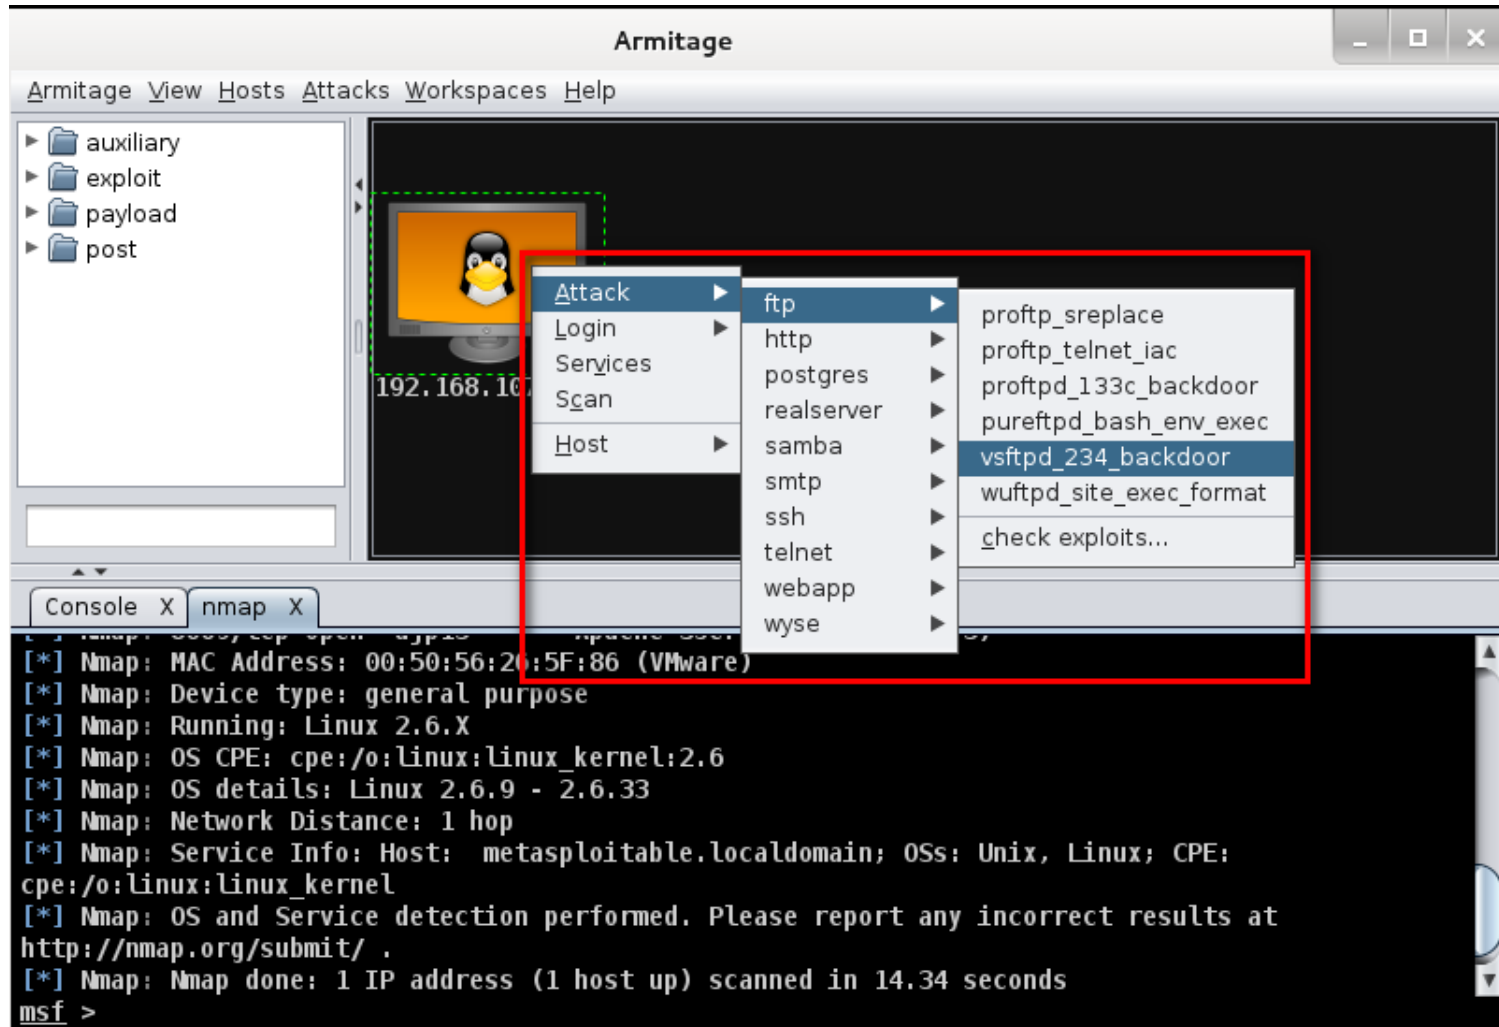 Armitage
Armitage View Hosts Attacks Workspaces Help
auxiliary
exploit
payload
post
192.168.10
Attack
Login
Services
Scan
Host
ftp
http
postgres
realserver
samba
smtp
ssh
telnet
webapp
wyse
proftp_sreplace
proftp_telnet_iac
proftpd_133c_backdoor
pureftpd_bash_env_exec
vsftpd_234_backdoor
wuftpd_site_exec_format
check exploits...
Console X nmap X
[*] Nmap: MAC Address: 00:50:56:26:5F:86 (VMware)
[*] Nmap: Device type: general purpose
[*] Nmap: Running: Linux 2.6.X
[*] Nmap: OS CPE: cpe:/o:linux:linux_kernel:2.6
[*] Nmap: OS details: Linux 2.6.9 - 2.6.33
[*] Nmap: Network Distance: 1 hop
[*] Nmap: Service Info: Host:  metasploitable.localdomain; OSs: Unix, Linux; CPE:
cpe:/o:linux:linux_kernel
[*] Nmap: OS and Service detection performed. Please report any incorrect results at
http://nmap.org/submit/ .
[*] Nmap: Nmap done: 1 IP address (1 host up) scanned in 14.34 seconds
msf >